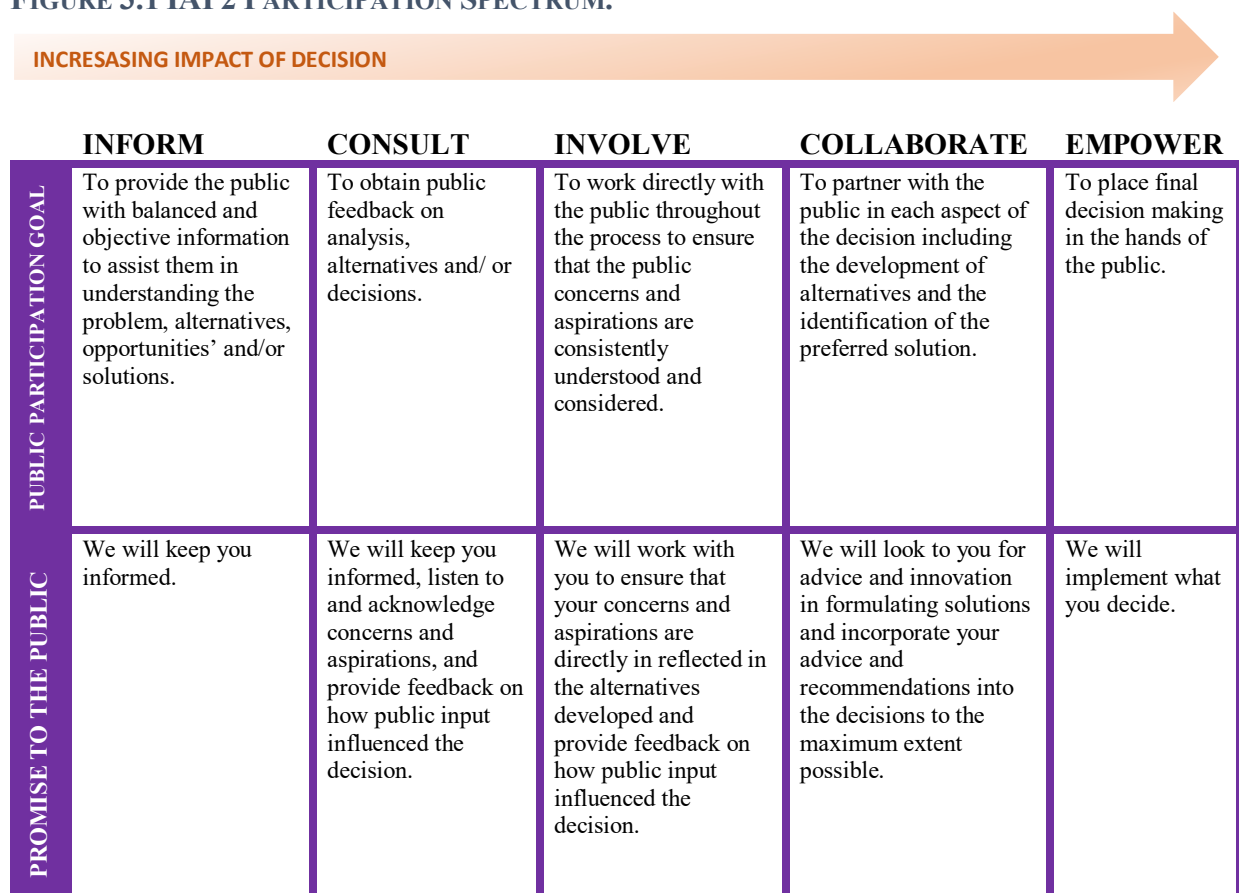 FIGURE 3.1 IAP2 PARTICIPATION SPECTRUM.
INCRESASING IMPACT OF DECISION
INFORM CONSULT INVOLVE COLLABORATE EMPOWER
PUBLIC PARTICIPATION GOAL
To provide the public
with balanced and
objective information
to assist them in
understanding the
problem, alternatives,
opportunities’ and/or
solutions.
To obtain public
feedback on
analysis,
alternatives and/ or
decisions.
To work directly with
the public throughout
the process to ensure
that the public
concerns and
aspirations are
consistently
understood and
considered.
To partner with the
public in each aspect of
the decision including
the development of
alternatives and the
identification of the
preferred solution.
To place final
decision making
in the hands of
the public.
PROMISE TO THE PUBLIC
We will keep you
informed.
We will keep you
informed, listen to
and acknowledge
concerns and
aspirations, and
provide feedback on
how public input
influenced the
decision.
We will work with
you to ensure that
your concerns and
aspirations are
directly in reflected in
the alternatives
developed and
provide feedback on
how public input
influenced the
decision.
We will look to you for
advice and innovation
in formulating solutions
and incorporate your
advice and
recommendations into
the decisions to the
maximum extent
possible.
We will
implement what
you decide.